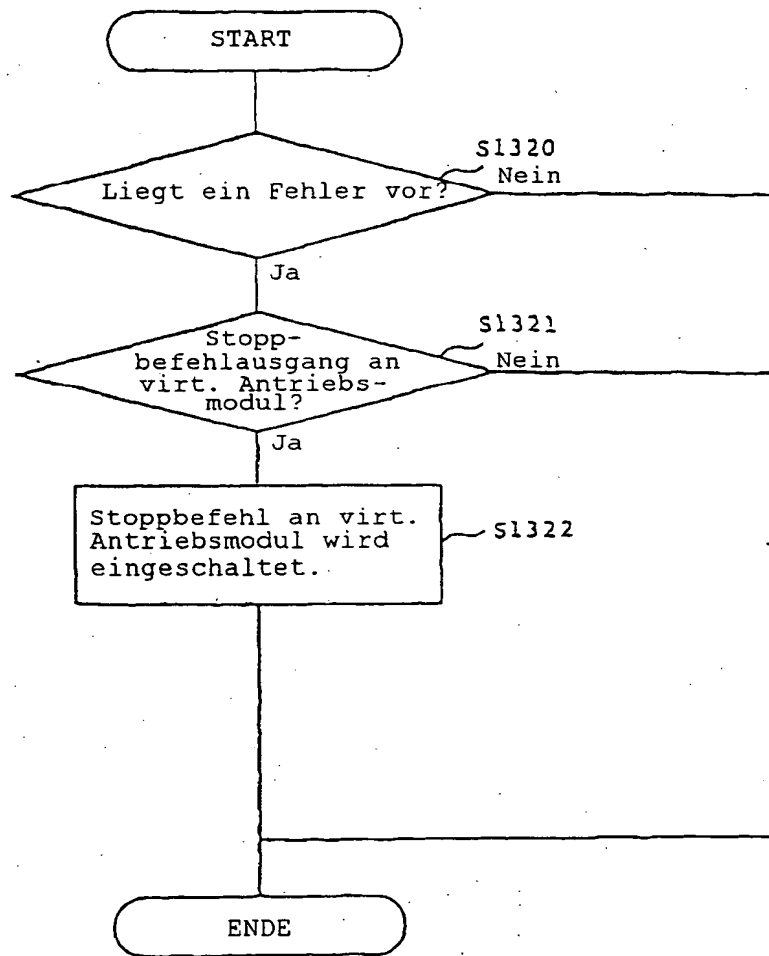 START
S1320
Liegt ein Fehler vor?
Nein
Ja
S1321
Stopp-
befehlausgang an
virt. Antriebs-
modul?
Nein
Ja
Stoppbefehl an virt.
Antriebsmodul wird
eingeschaltet.
S1322
ENDE